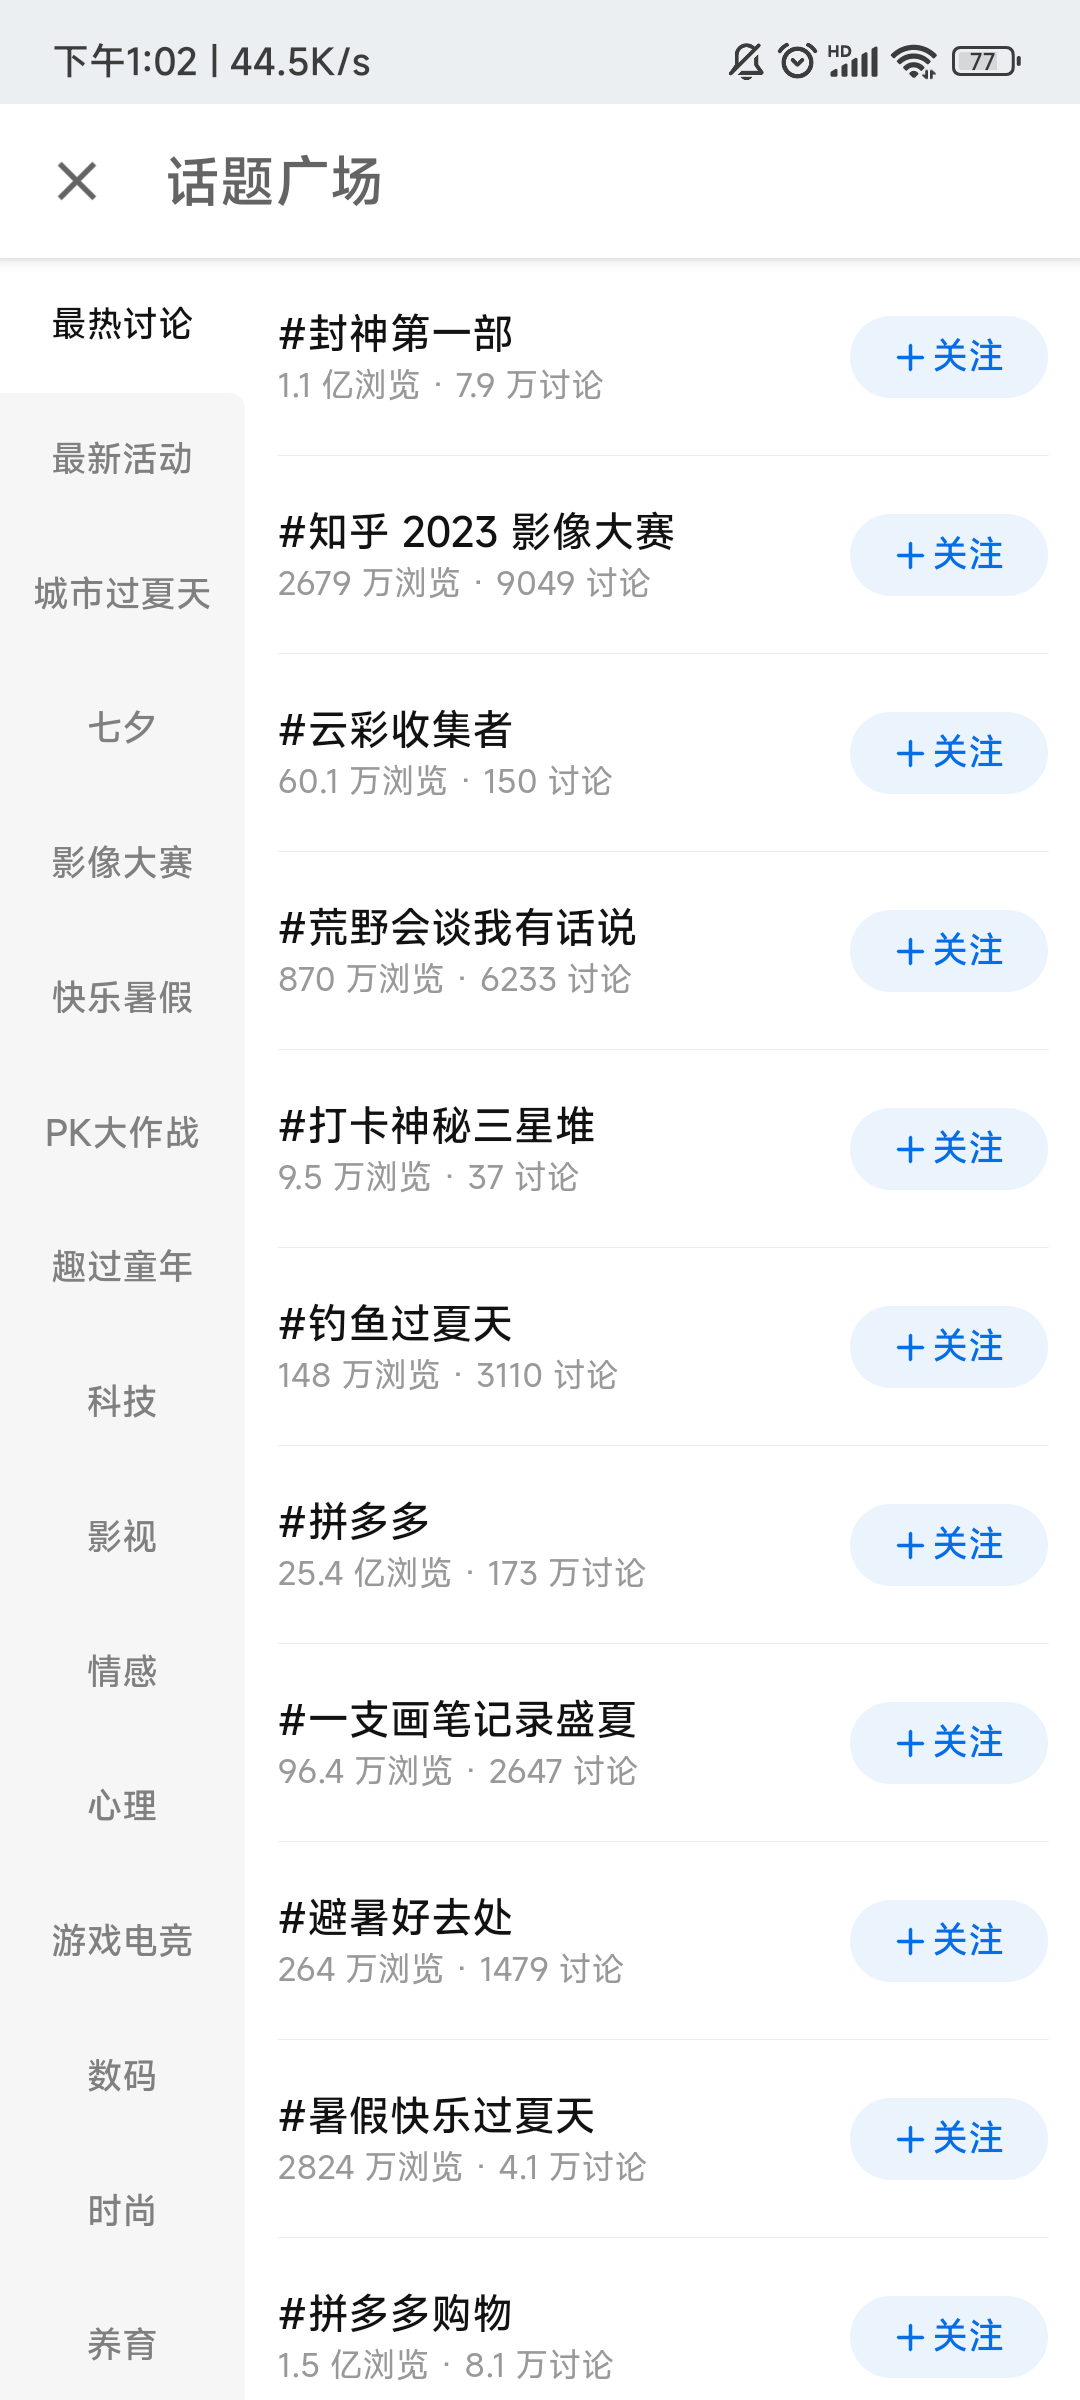 下午1:02 | 44.5K/s
HD
77
话题广场
最热讨论
最新活动
城市过夏天
七夕
影像大赛
快乐暑假
PK大作战
趣过童年
科技
影视
情感
心理
游戏电竞
数码
时尚
养育
#封神第一部
1.1 亿浏览 · 7.9 万讨论
+关注
#知乎 2023 影像大赛
2679 万浏览 · 9049 讨论
+关注
#云彩收集者
60.1 万浏览 · 150 讨论
+关注
#荒野会谈我有话说
870 万浏览 · 6233 讨论
+关注
#打卡神秘三星堆
9.5 万浏览 · 37 讨论
+关注
#钓鱼过夏天
148 万浏览 · 3110 讨论
+关注
#拼多多
25.4 亿浏览 · 173 万讨论
+关注
#一支画笔记录盛夏
96.4 万浏览 · 2647 讨论
+关注
#避暑好去处
264 万浏览 · 1479 讨论
+关注
#暑假快乐过夏天
2824 万浏览 · 4.1 万讨论
+关注
#拼多多购物
1.5 亿浏览 · 8.1 万讨论
+关注